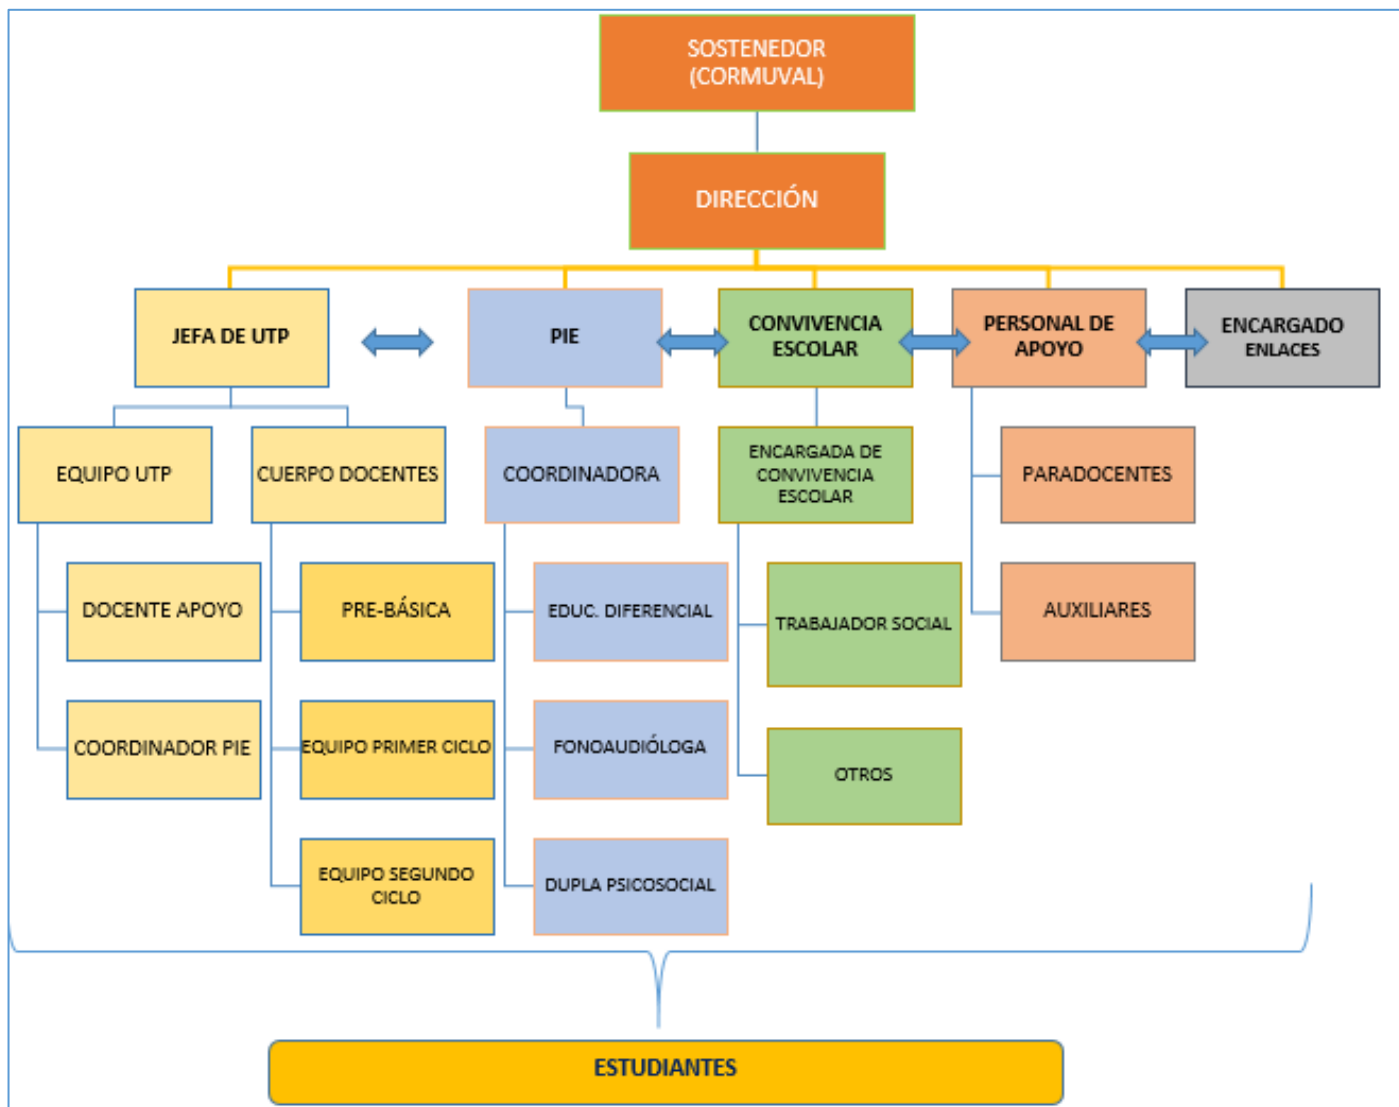 SOSTENEDOR
(CORMUVAL)
DIRECCIÓN
JEFA DE UTP
PIE
CONVIVENCIA
ESCOLAR
PERSONAL DE
APOYO
ENCARGADO
ENLACES
EQUIPO UTP
CUERPO DOCENTES
COORDINADORA
ENCARGADA DE
CONVIVENCIA
ESCOLAR
PARADOCENTES
DOCENTE APOYO
PRE-BÁSICA
EDUC. DIFERENCIAL
TRABAJADOR SOCIAL
AUXILIARES
COORDINADOR PIE
EQUIPO PRIMER CICLO
FONOAUDIÓLOGA
OTROS
EQUIPO SEGUNDO
CICLO
DUPLA PSICOSOCIAL
ESTUDIANTES